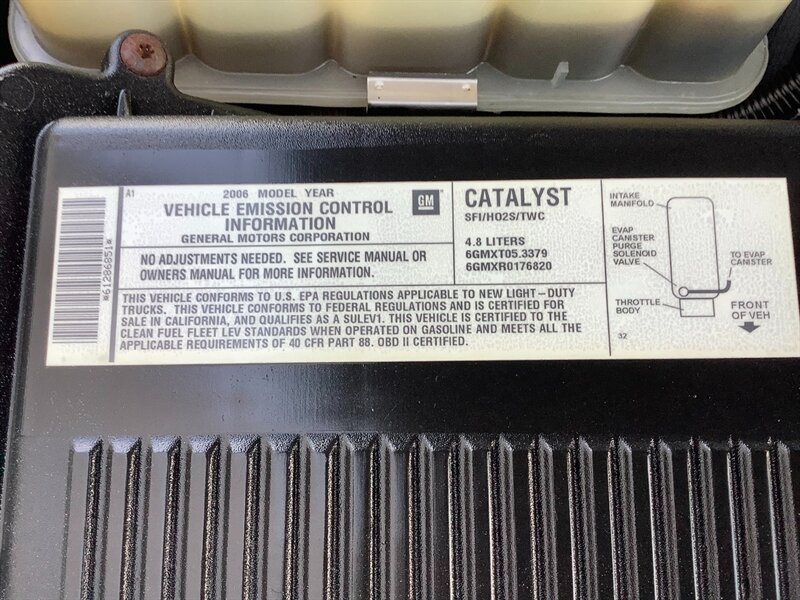 A1
2006 MODEL YEAR
VEHICLE EMISSION CONTROL
INFORMATION
GENERAL MOTORS CORPORATION
GM
NO ADJUSTMENTS NEEDED. SEE SERVICE MANUAL OR
OWNERS MANUAL FOR MORE INFORMATION.
CATALYST
SFI/HO2S/TWC
4.8 LITERS
6GMXT05.3379
6GMXR0176820
THIS VEHICLE CONFORMS TO U.S. EPA REGULATIONS APPLICABLE TO NEW LIGHT-DUTY
TRUCKS. THIS VEHICLE CONFORMS TO FEDERAL REGULATIONS AND IS CERTIFIED FOR
SALE IN CALIFORNIA, AND QUALIFIES AS A SULEV1. THIS VEHICLE IS CERTIFIED TO THE
CLEAN FUEL FLEET LEV STANDARDS WHEN OPERATED ON GASOLINE AND MEETS ALL THE
APPLICABLE REQUIREMENTS OF 40 CFR PART 88. OBD II CERTIFIED.
INTAKE
MANIFOLD
EVAP
CANISTER
PURGE
SOLENOID
VALVE
TO EVAP
CANISTER
THROTTLE
BODY
FRONT
OF VEH
32
*61286851*